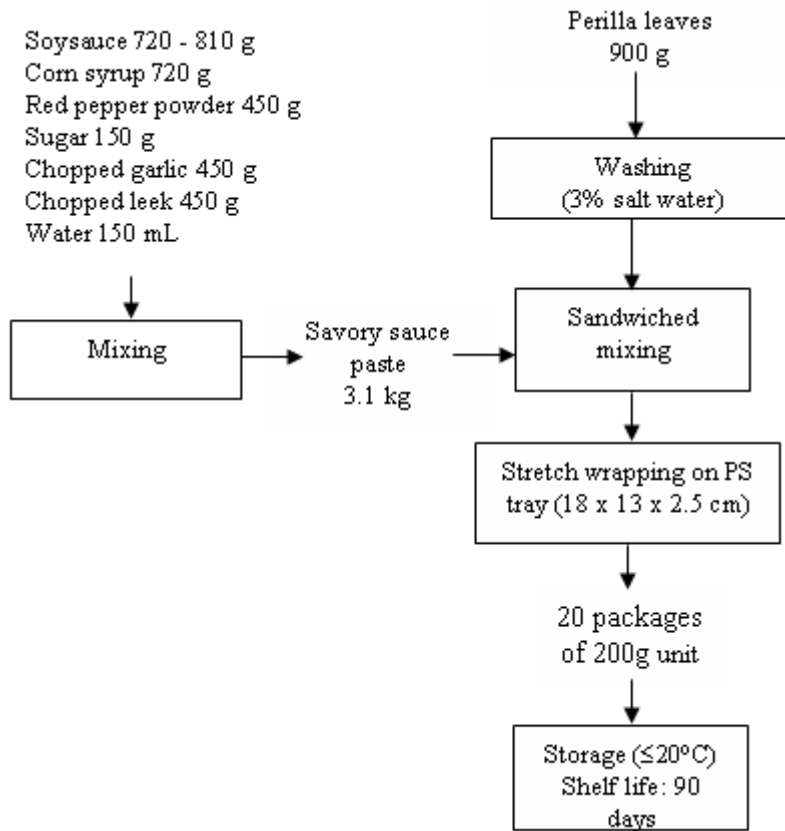 Soysauce 720 - 810 g
Corn syrup 720 g
Red pepper powder 450 g
Sugar 150 g
Chopped garlic 450 g
Chopped leek 450 g
Water 150 mL
Perilla leaves
900 g
Washing
(3% salt water)
Mixing
Savory sauce
paste
3.1 kg
Sandwiched
mixing
Stretch wrapping on PS
tray (18 x 13 x 2.5 cm)
20 packages
of 200g unit
Storage (≤20°C)
Shelf life: 90
days